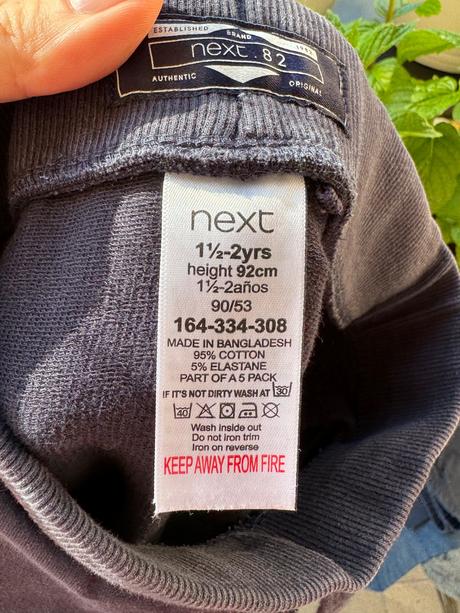 ESTABLISHED BRAND 1982
next.82
AUTHENTIC ORIGINAL
next
1½-2yrs
height 92cm
1½-2años
90/53
164-334-308
MADE IN BANGLADESH
95% COTTON
5% ELASTANE
PART OF A 5 PACK
IF IT'S NOT DIRTY WASH AT 30
40
Wash inside out
Do not iron trim
Iron on reverse
KEEP AWAY FROM FIRE